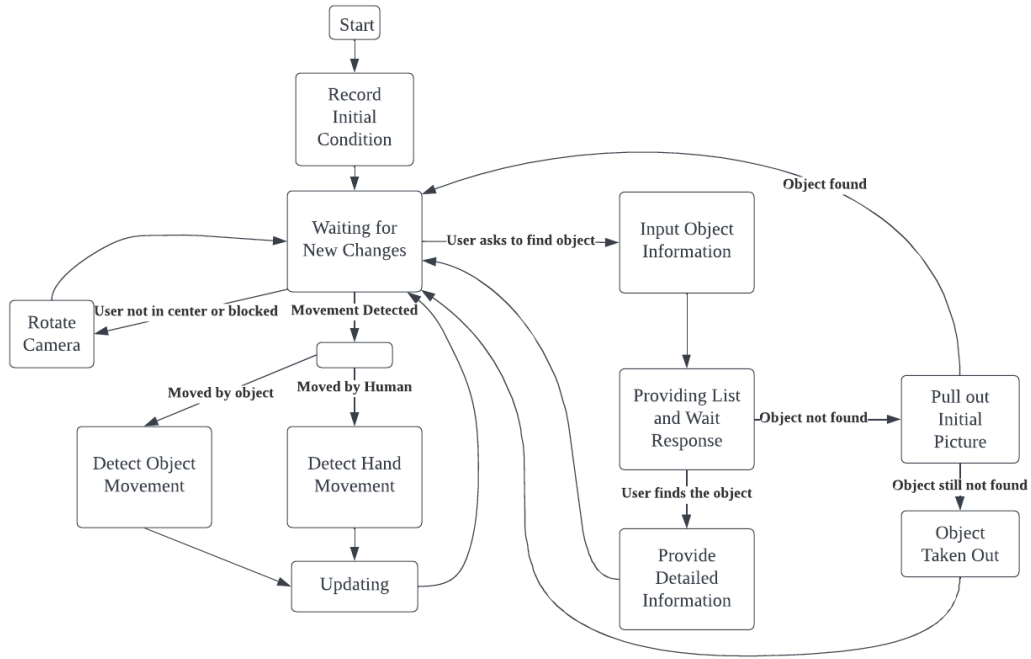 Start
Record
Initial
Condition
Object found
Waiting for
New Changes
User asks to find object
Input Object
Information
User not in center or blocked
Movement Detected
Rotate
Camera
Moved by object
Moved by Human
Providing List
and Wait
Response
Object not found
Pull out
Initial
Picture
Detect Object
Movement
Detect Hand
Movement
User finds the object
Object still not found
Provide
Detailed
Information
Object
Taken Out
Updating